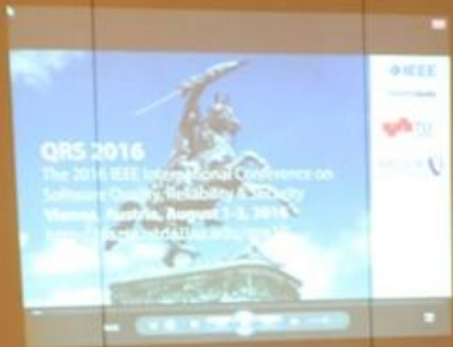 QRS 2016
The 2016 IEEE International Conference on
Software Quality, Reliability & Security
Vienna, Austria, August 1-3, 2016
IEEE